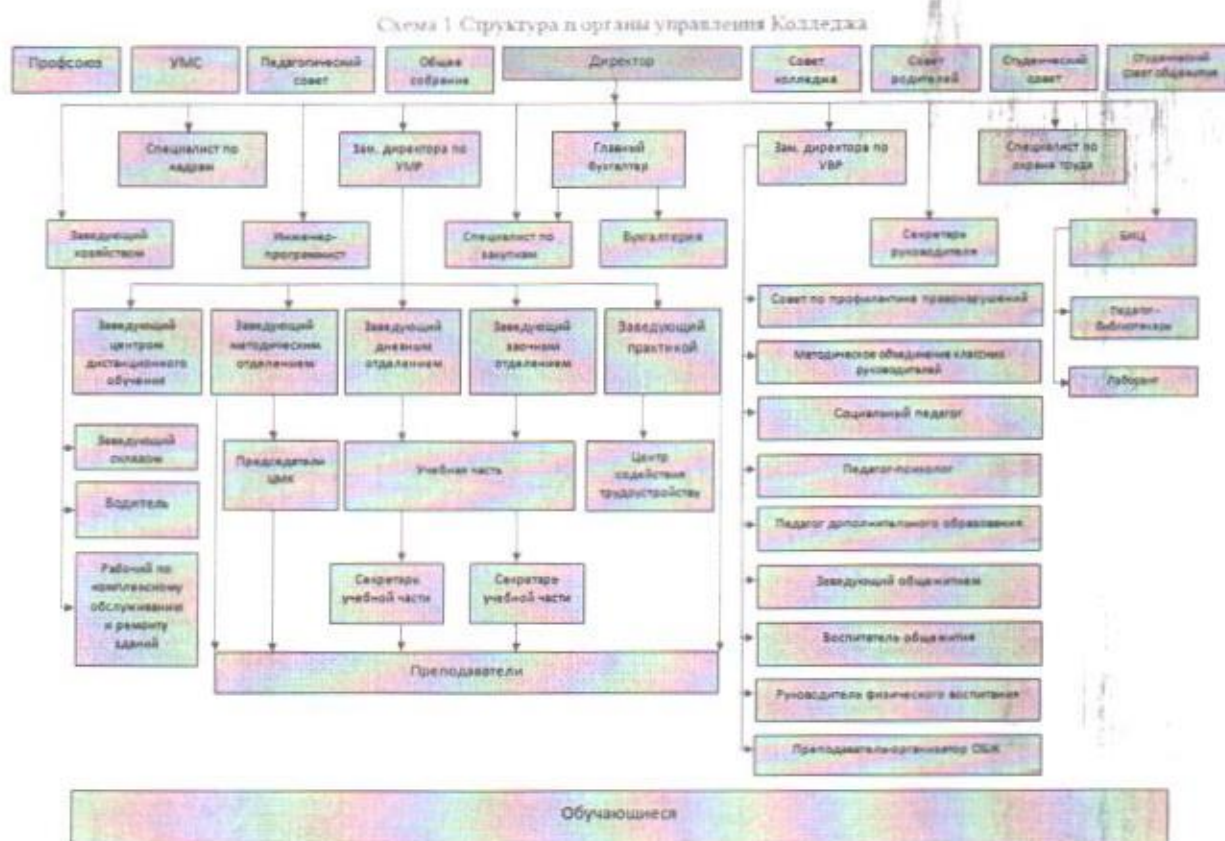 Схема 1 Структура и органы управления Колледжа
Профсоюз
УМС
Педагогический
совет
Общее
собрание
Директор
Совет
колледжа
Совет
родителей
Студенческий
совет
Студенческий
совет общежития
Специалист по
кадрам
Зам. директора по
УМР
Главный
бухгалтер
Зам. директора по
УВР
Специалист по
охране труда
Заведующий
хозяйством
Инженер-
программист
Специалист по
закупкам
Бухгалтерия
Секретарь
руководителя
БИЦ
Заведующий
центром
дистанционного
обучения
Заведующий
методическим
отделением
Заведующий
дневным
отделением
Заведующий
заочным
отделением
Заведующий
практикой
Совет по профилактике правонарушений
Педагог-
библиотекарь
Методическое объединение классных
руководителей
Лаборант
Социальный педагог
Заведующий
складом
Председатели
ЦМК
Учебная часть
Центр
содействия
трудоустройству
Педагог-психолог
Водитель
Педагог дополнительного образования
Рабочий по
комплексному
обслуживанию
и ремонту
зданий
Секретарь
учебной части
Секретарь
учебной части
Заведующий общежитием
Воспитатель общежития
Преподаватели
Руководитель физического воспитания
Преподаватель-организатор ОБЖ
Обучающиеся